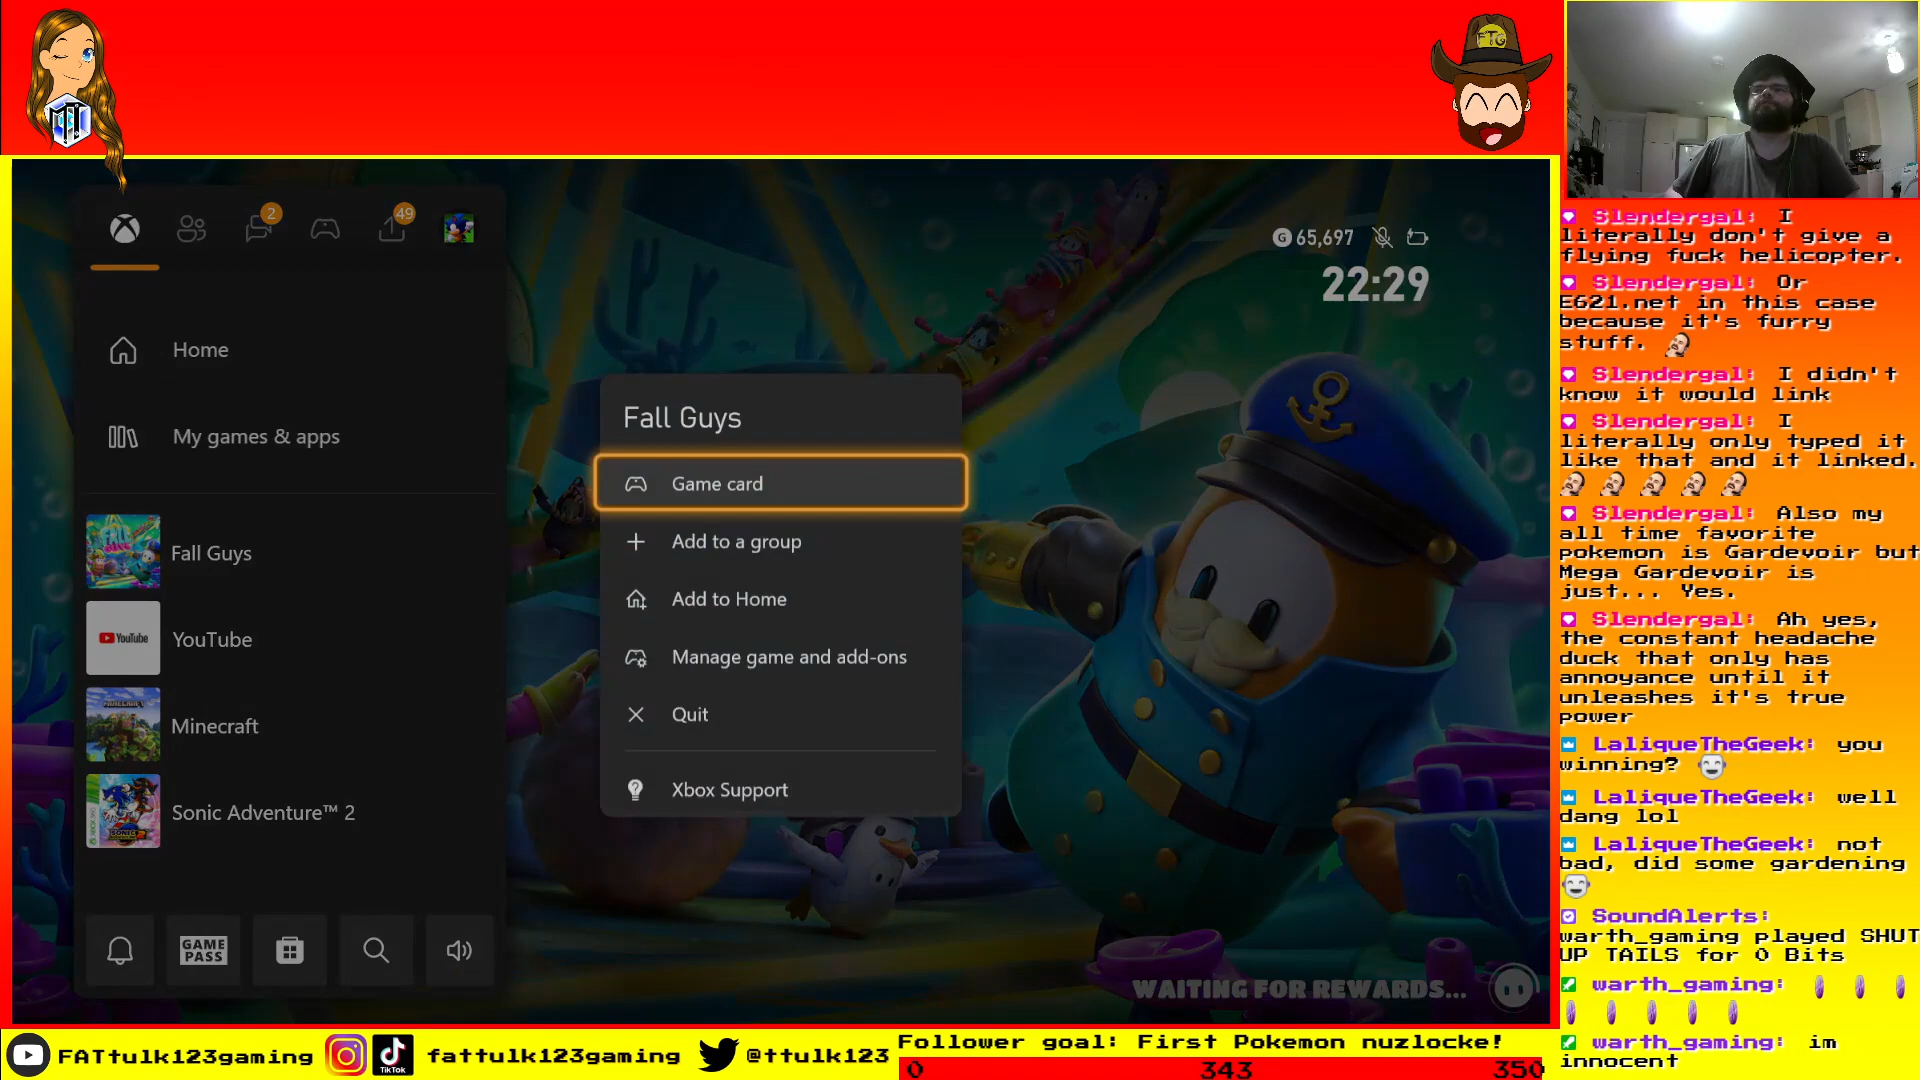 FTG
2
49
65,697
22:29
Home
My games & apps
Fall Guys
YouTube
Minecraft
Sonic Adventure™ 2
GAME
PASS
Fall Guys
Game card
Add to a group
Add to Home
Manage game and add-ons
Quit
Xbox Support
WAITING FOR REWARDS...
Slendergal: I
literally don't give a
flying fuck helicopter.
Slendergal: Or
E621.net in this case
because it's furry
stuff.
Slendergal: I didn't
know it would link
Slendergal: I
literally only typed it
like that and it linked.
Slendergal: Also my
all time favorite
pokemon is Gardevoir but
Mega Gardevoir is
just... Yes.
Slendergal: Ah yes,
the constant headache
duck that only has
annoyance until it
unleashes it's true
power
LaliqueTheGeek: you
winning?
LaliqueTheGeek: well
dang lol
LaliqueTheGeek: not
bad, did some gardening
SoundAlerts:
warth_gaming played SHUT
UP TAILS for 0 Bits
warth_gaming:
warth_gaming: im
innocent
FATtulk123gaming
TikTok
fattulk123gaming
@ttulk123
Follower goal: First Pokemon nuzlocke!
0 343 350